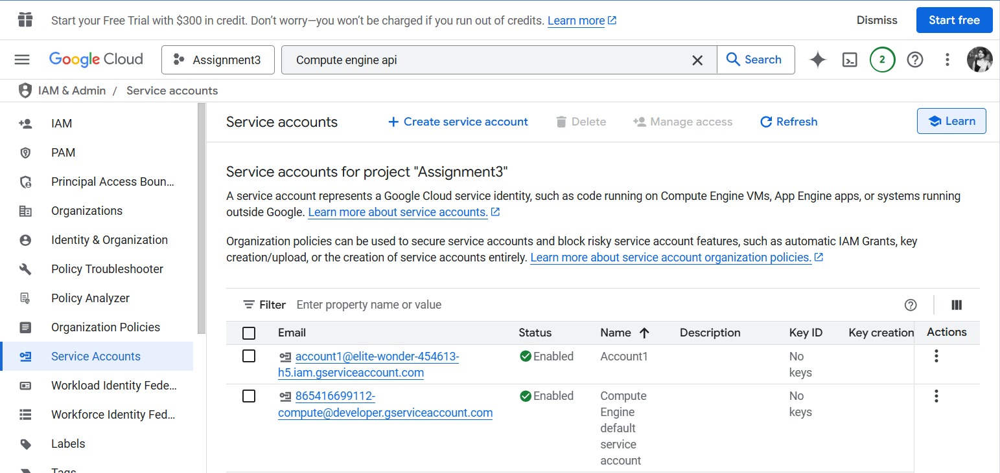 Start your Free Trial with $300 in credit. Don’t worry—you won’t be charged if you run out of credits. Learn more
Dismiss
Start free
Google Cloud
Assignment3
Compute engine api
Search
2
IAM & Admin / Service accounts
IAM
PAM
Principal Access Boun...
Organizations
Identity & Organization
Policy Troubleshooter
Policy Analyzer
Organization Policies
Service Accounts
Workload Identity Fede...
Workforce Identity Fed...
Labels
Tags
Service accounts
Create service account
Delete
Manage access
Refresh
Learn
Service accounts for project "Assignment3"
A service account represents a Google Cloud service identity, such as code running on Compute Engine VMs, App Engine apps, or systems running
outside Google. Learn more about service accounts.
Organization policies can be used to secure service accounts and block risky service account features, such as automatic IAM Grants, key
creation/upload, or the creation of service accounts entirely. Learn more about service account organization policies.
Filter Enter property name or value
Email Status Name Description Key ID Key creation Actions
account1@elite-wonder-454613- Enabled Account1 No
h5.iam.gserviceaccount.com keys
865416699112- Enabled Compute No
compute@developer.gserviceaccount.com Engine keys
default
service
account